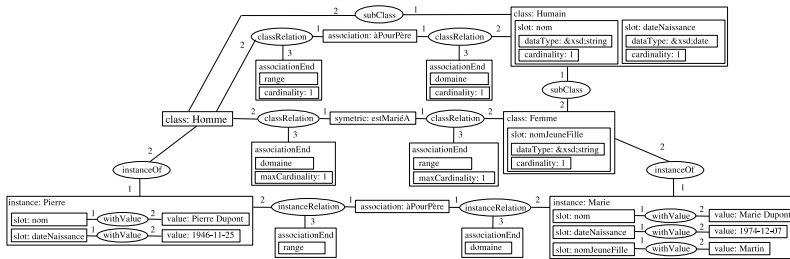 2 subClass 1
class: Humain
slot: nom
dataType: &xsd;string
cardinality: 1
slot: dateNaissance
dataType: &xsd;date
cardinality: 1
2 classRelation 1 association: àPourPère 1 classRelation 2
3
3
associationEnd
range
cardinality: 1
associationEnd
domaine
cardinality: 1
1
subClass
2
class: Homme
2 classRelation 1 symetric: estMariéA 1 classRelation 2
3
3
associationEnd
domaine
maxCardinality: 1
associationEnd
range
maxCardinality: 1
class: Femme
slot: nomJeuneFille
dataType: &xsd;string
cardinality: 1
2
instanceOf
1
2
instanceOf
1
instance: Pierre
slot: nom 1 withValue 2 value: Pierre Dupont
slot: dateNaissance 1 withValue 2 value: 1946-11-25
2 instanceRelation 1 association: àPourPère 1 instanceRelation 2
3
3
associationEnd
range
associationEnd
domaine
instance: Marie
slot: nom 1 withValue 2 value: Marie Dupont
slot: dateNaissance 1 withValue 2 value: 1974-12-07
slot: nomJeuneFille 1 withValue 2 value: Martin